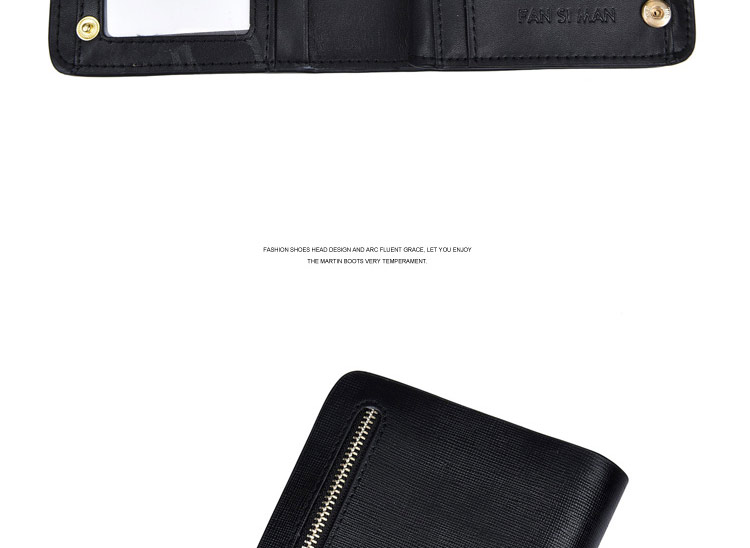 FAN SI MAN
FASHION SHOES HEAD DESIGN AND ARC FLUENT GRACE, LET YOU ENJOY
THE MARTIN BOOTS VERY TEMPERAMENT.